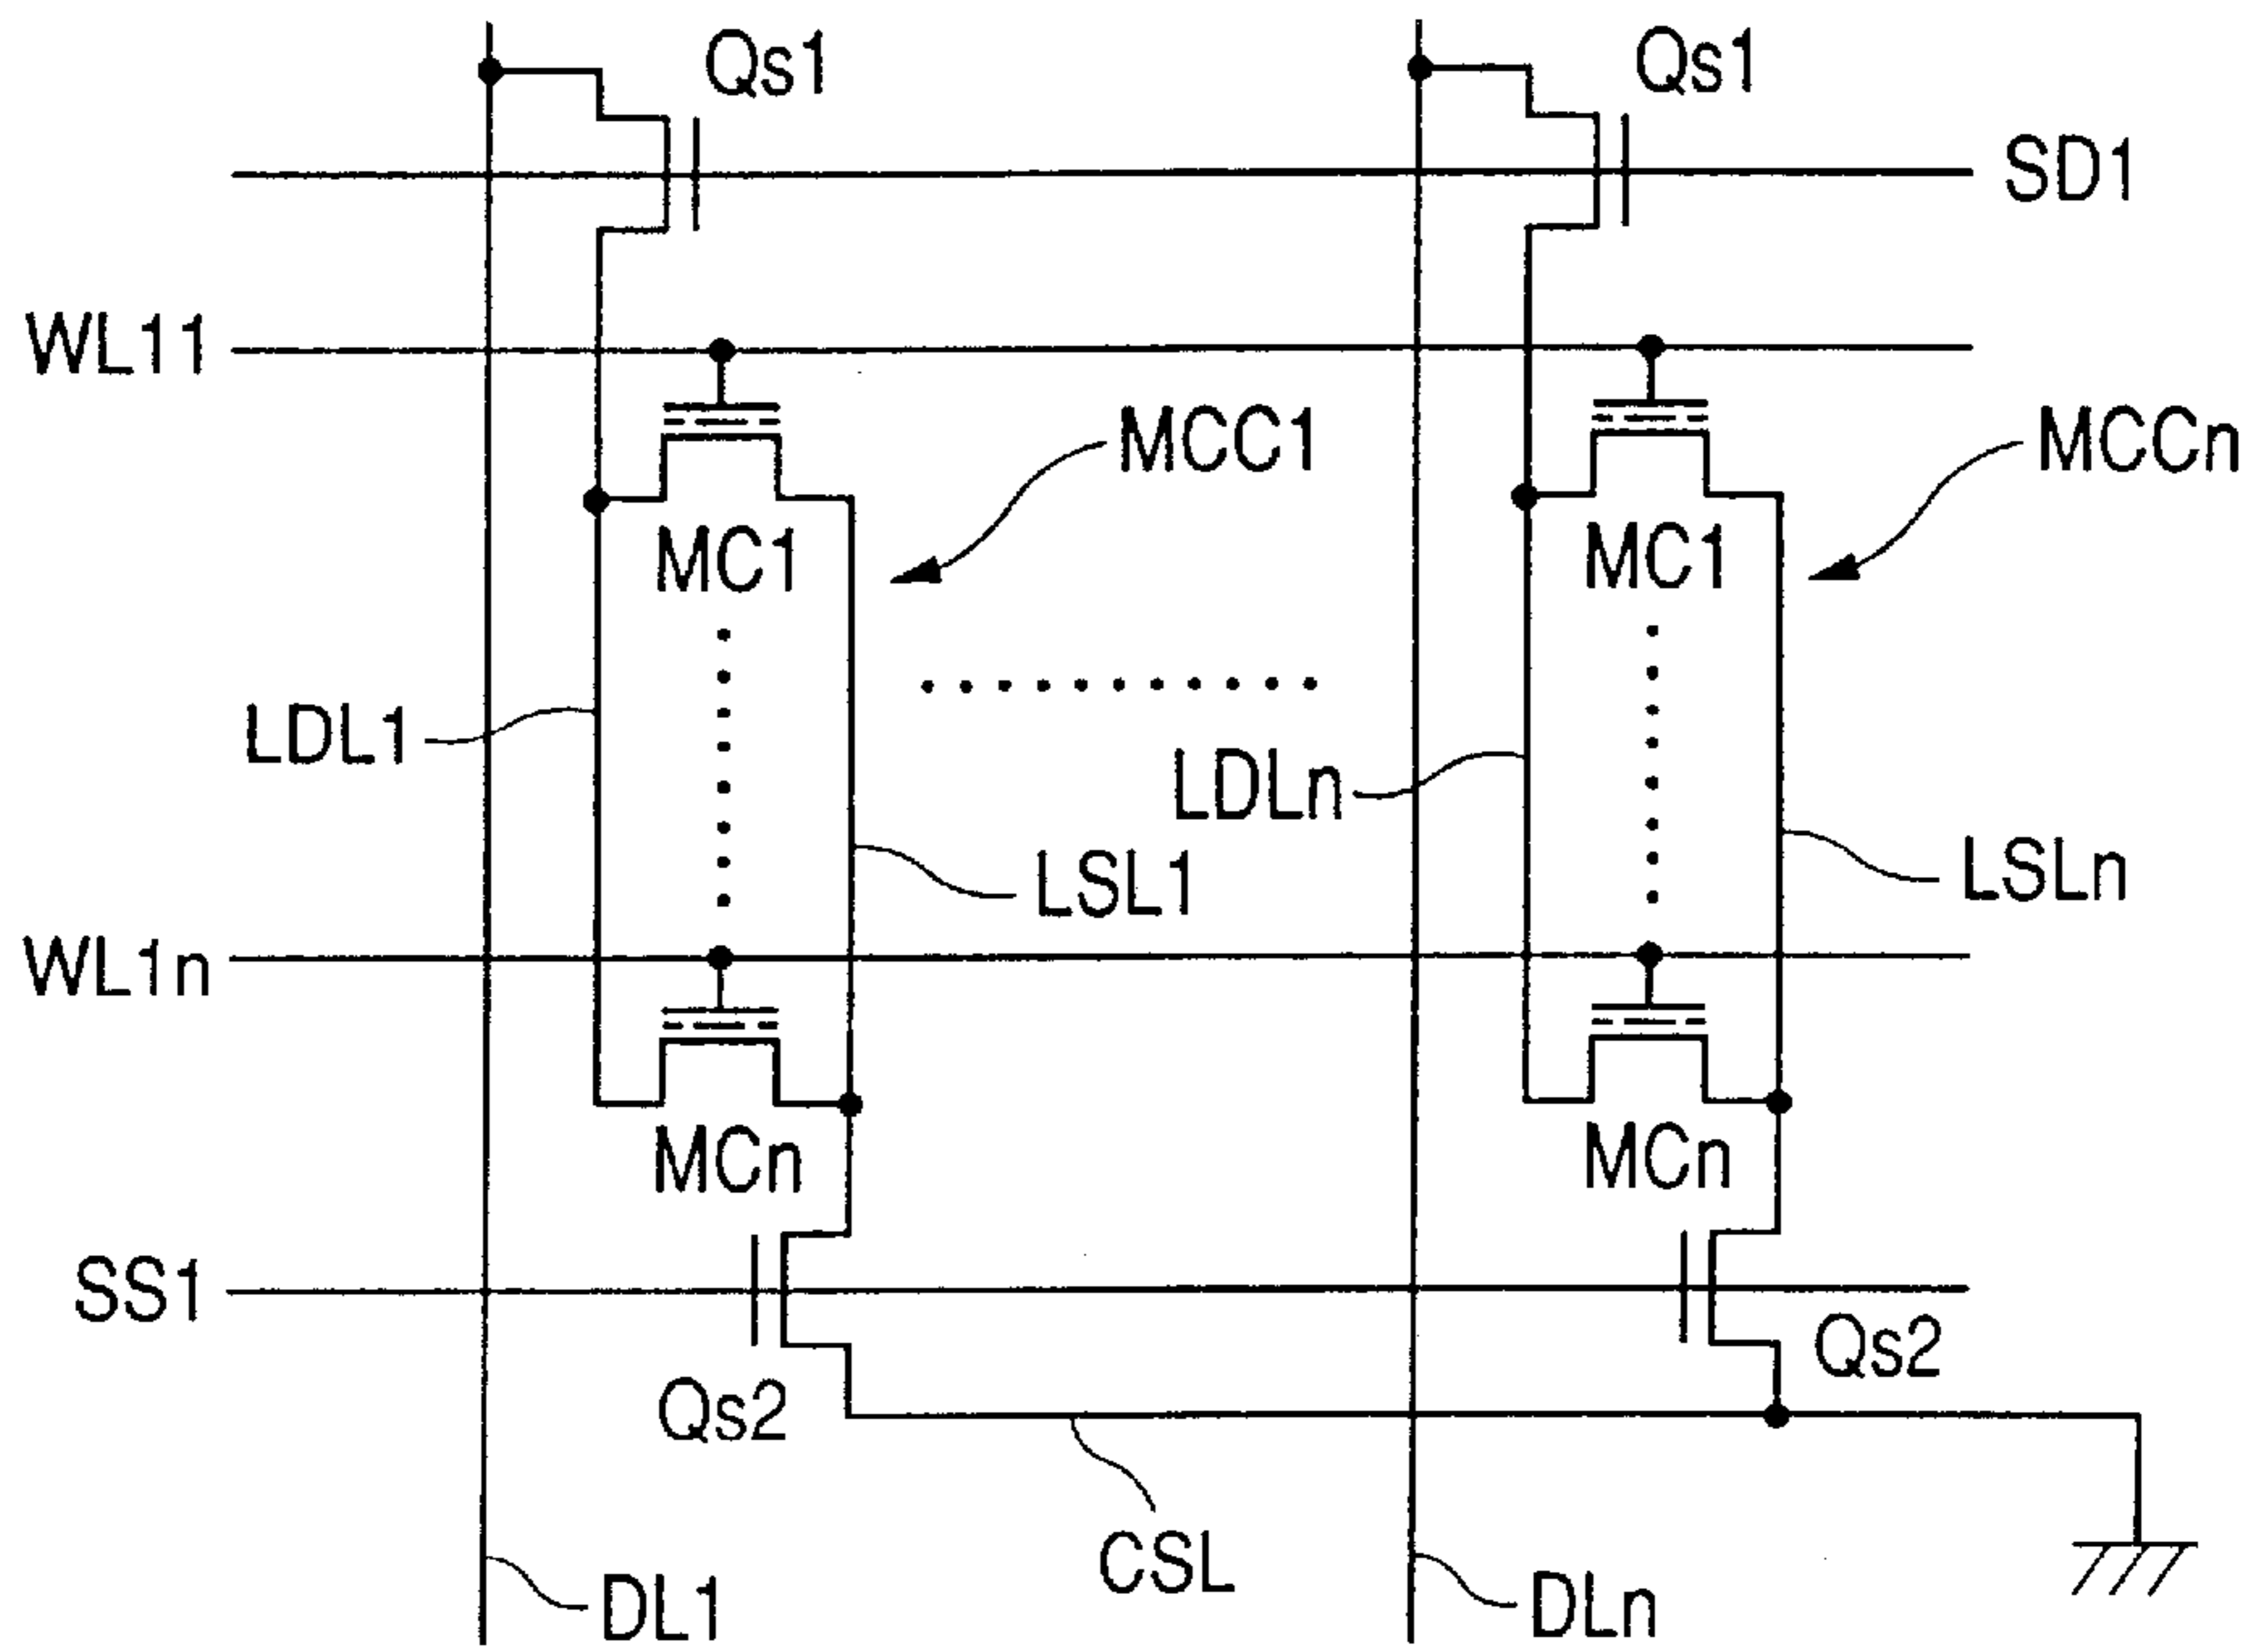 Qs1
Qs1
SD1
WL11
MCC1
MCCn
MC1
MC1
LDL1
LDLn
LSL1
LSLn
WL1n
MCn
MCn
SS1
Qs2
Qs2
CSL
DL1
DLn